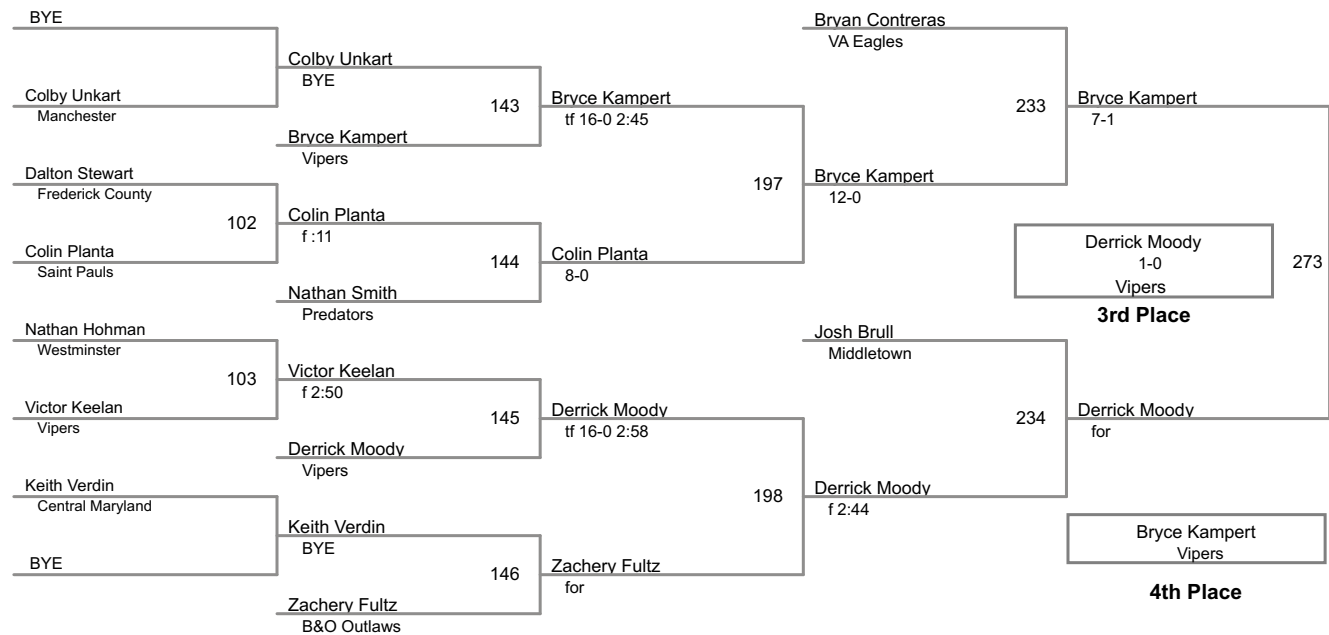 BYE
Bryan Contreras
VA Eagles
Colby Unkart
BYE
Colby Unkart
Manchester
143
Bryce Kampert
tf 16-0 2:45
233
Bryce Kampert
7-1
Bryce Kampert
Vipers
Dalton Stewart
Frederick County
197
Bryce Kampert
12-0
102
Colin Planta
f :11
Colin Planta
Saint Pauls
144
Colin Planta
8-0
Derrick Moody
1-0
Vipers
273
3rd Place
Nathan Smith
Predators
Nathan Hohman
Westminster
Josh Brull
Middletown
103
Victor Keelan
f 2:50
Victor Keelan
Vipers
145
Derrick Moody
tf 16-0 2:58
234
Derrick Moody
for
Derrick Moody
Vipers
Keith Verdin
Central Maryland
198
Derrick Moody
f 2:44
Keith Verdin
BYE
Bryce Kampert
Vipers
4th Place
BYE
146
Zachery Fultz
for
Zachery Fultz
B&O Outlaws